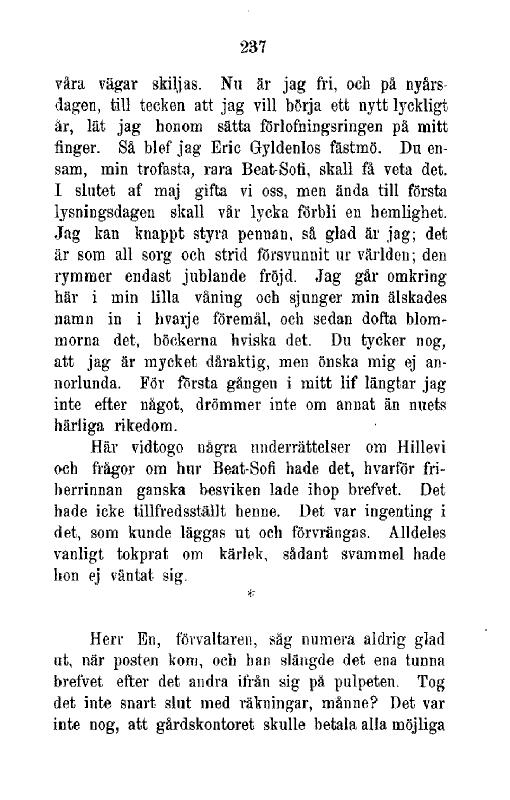 237
våra vägar skiljas. Nu är jag fri, och på nyårs-
dagen, till tecken att jag vill börja ett nytt lyckligt
år, lät jag honom sätta förlofningsringen på mitt
finger. Så blef jag Eric Gyldenlos fästmö. Du en-
sam, min trofasta, rara Beat-Sofi, skall få veta det.
I slutet af maj gifta vi oss, men ända till första
lysningsdagen skall vår lycka förbli en hemlighet.
Jag kan knappt styra pennan, så glad är jag; det
är som all sorg och strid försvunnit ur världen; den
rymmer endast jublande fröjd. Jag går omkring
här i min lilla våning och sjunger min älskades
namn in i hvarje föremål, och sedan dofta blom-
morna det, böckerna hviska det. Du tycker nog,
att jag är mycket dåraktig, men önska mig ej an-
norlunda. För första gången i mitt lif längtar jag
inte efter något, drömmer inte om annat än nuets
härliga rikedom.
Här vidtogo några underrättelser om Hillevi
och frågor om hur Beat-Sofi hade det, hvarför fri-
herrinnan ganska besviken lade ihop brefvet. Det
hade icke tillfredsställt henne. Det var ingenting i
det, som kunde läggas ut och förvrängas. Alldeles
vanligt tokprat om kärlek, sådant svammel hade
hon ej väntat sig.
*
Herr En, förvaltaren, såg numera aldrig glad
ut, när posten kom, och han slängde det ena tunna
brefvet efter det andra ifrån sig på pulpeten. Tog
det inte snart slut med räkningar, månne? Det var
inte nog, att gårdskontoret skulle betala alla möjliga